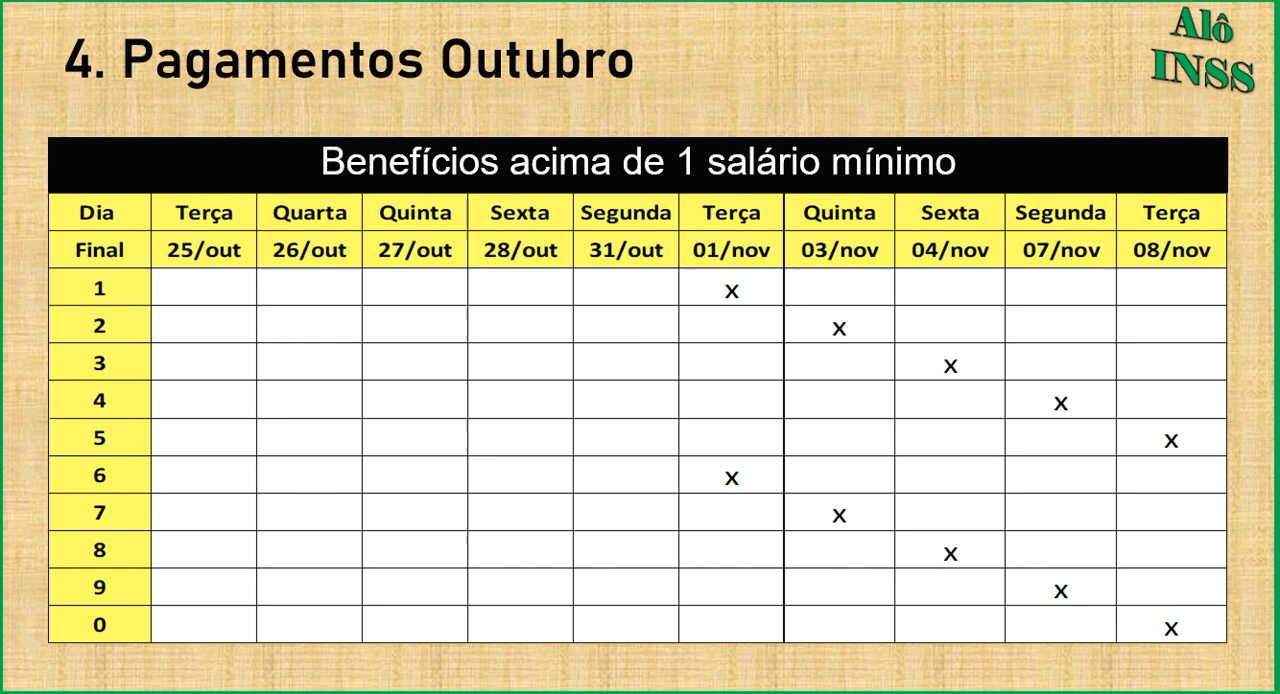 4. Pagamentos Outubro
Alô
INSS
Benefícios acima de 1 salário mínimo
Dia Terça Quarta Quinta Sexta Segunda Terça Quinta Sexta Segunda Terça
Final 25/out 26/out 27/out 28/out 31/out 01/nov 03/nov 04/nov 07/nov 08/nov
1 x
2 x
3 x
4 x
5 x
6 x
7 x
8 x
9 x
0 x